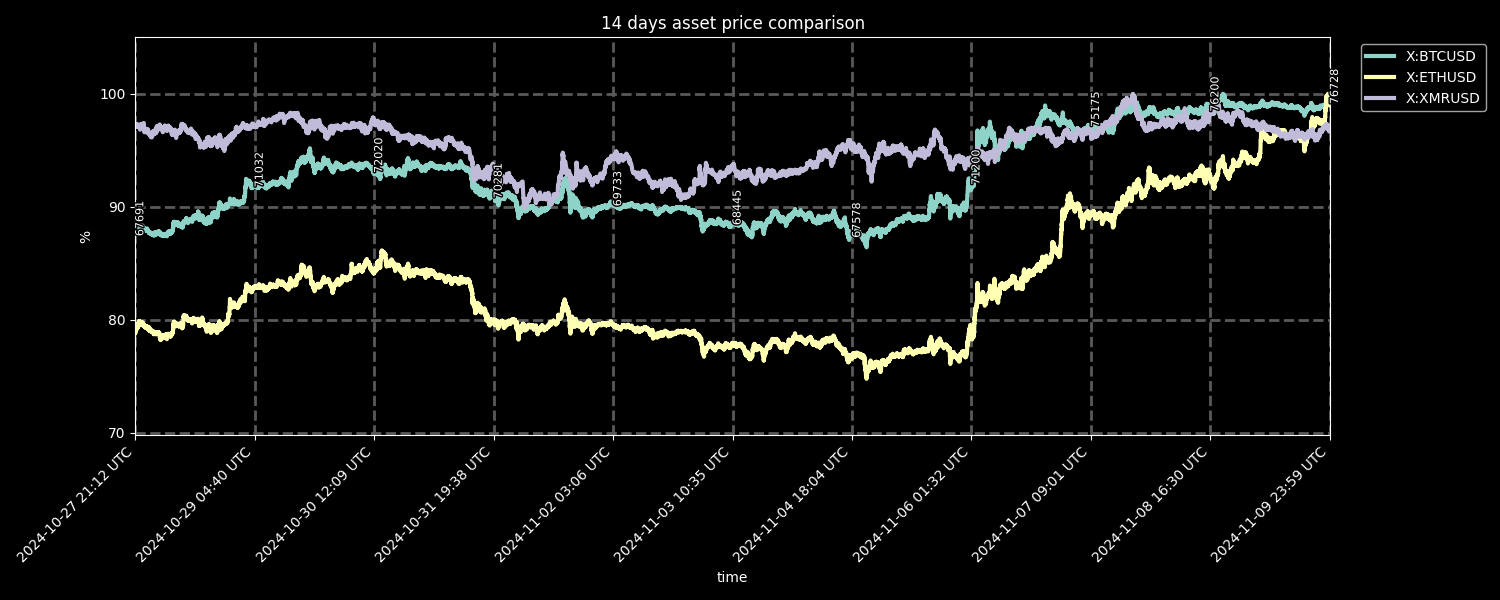 14 days asset price comparison
X:BTCUSD
X:ETHUSD
X:XMRUSD
100
90
80
70
%
67691
71032
72020
70281
69733
68445
67578
71200
75175
76200
76728
2024-10-27 21:12 UTC
2024-10-29 04:40 UTC
2024-10-30 12:09 UTC
2024-10-31 19:38 UTC
2024-11-02 03:06 UTC
2024-11-03 10:35 UTC
2024-11-04 18:04 UTC
2024-11-06 01:32 UTC
2024-11-07 09:01 UTC
2024-11-08 16:30 UTC
2024-11-09 23:59 UTC
time